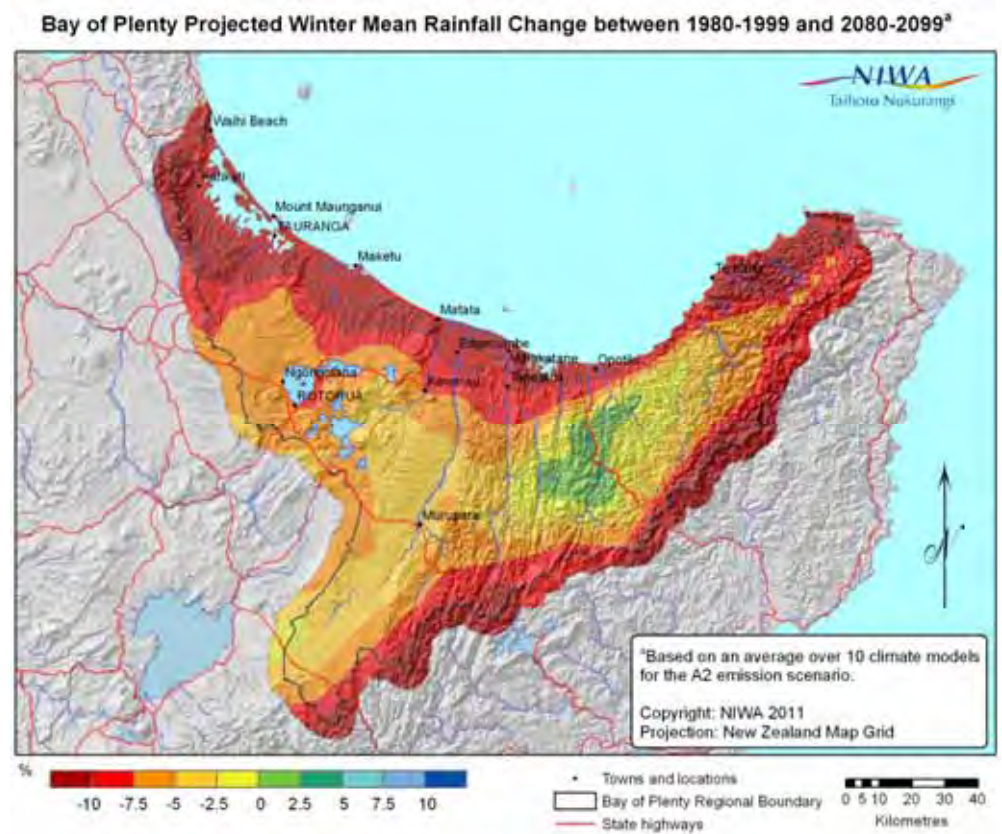 Bay of Plenty Projected Winter Mean Rainfall Change between 1980-1999 and 2080-2099ª
NIWA
Taihoro Nukurangi
Waihi Beach
Mount Maunganui
TAURANGA
Maketu
Matata
Edgecumbe
Whakatane
Opotiki
Kawerau
Ngongotaha
ROTORUA
Murupara
ªBased on an average over 10 climate models
for the A2 emission scenario.
Copyright: NIWA 2011
Projection: New Zealand Map Grid
N
%
-10 -7.5 -5 -2.5 0 2.5 5 7.5 10
Towns and locations
Bay of Plenty Regional Boundary
State highways
0 5 10 20 30 40
Kilometres